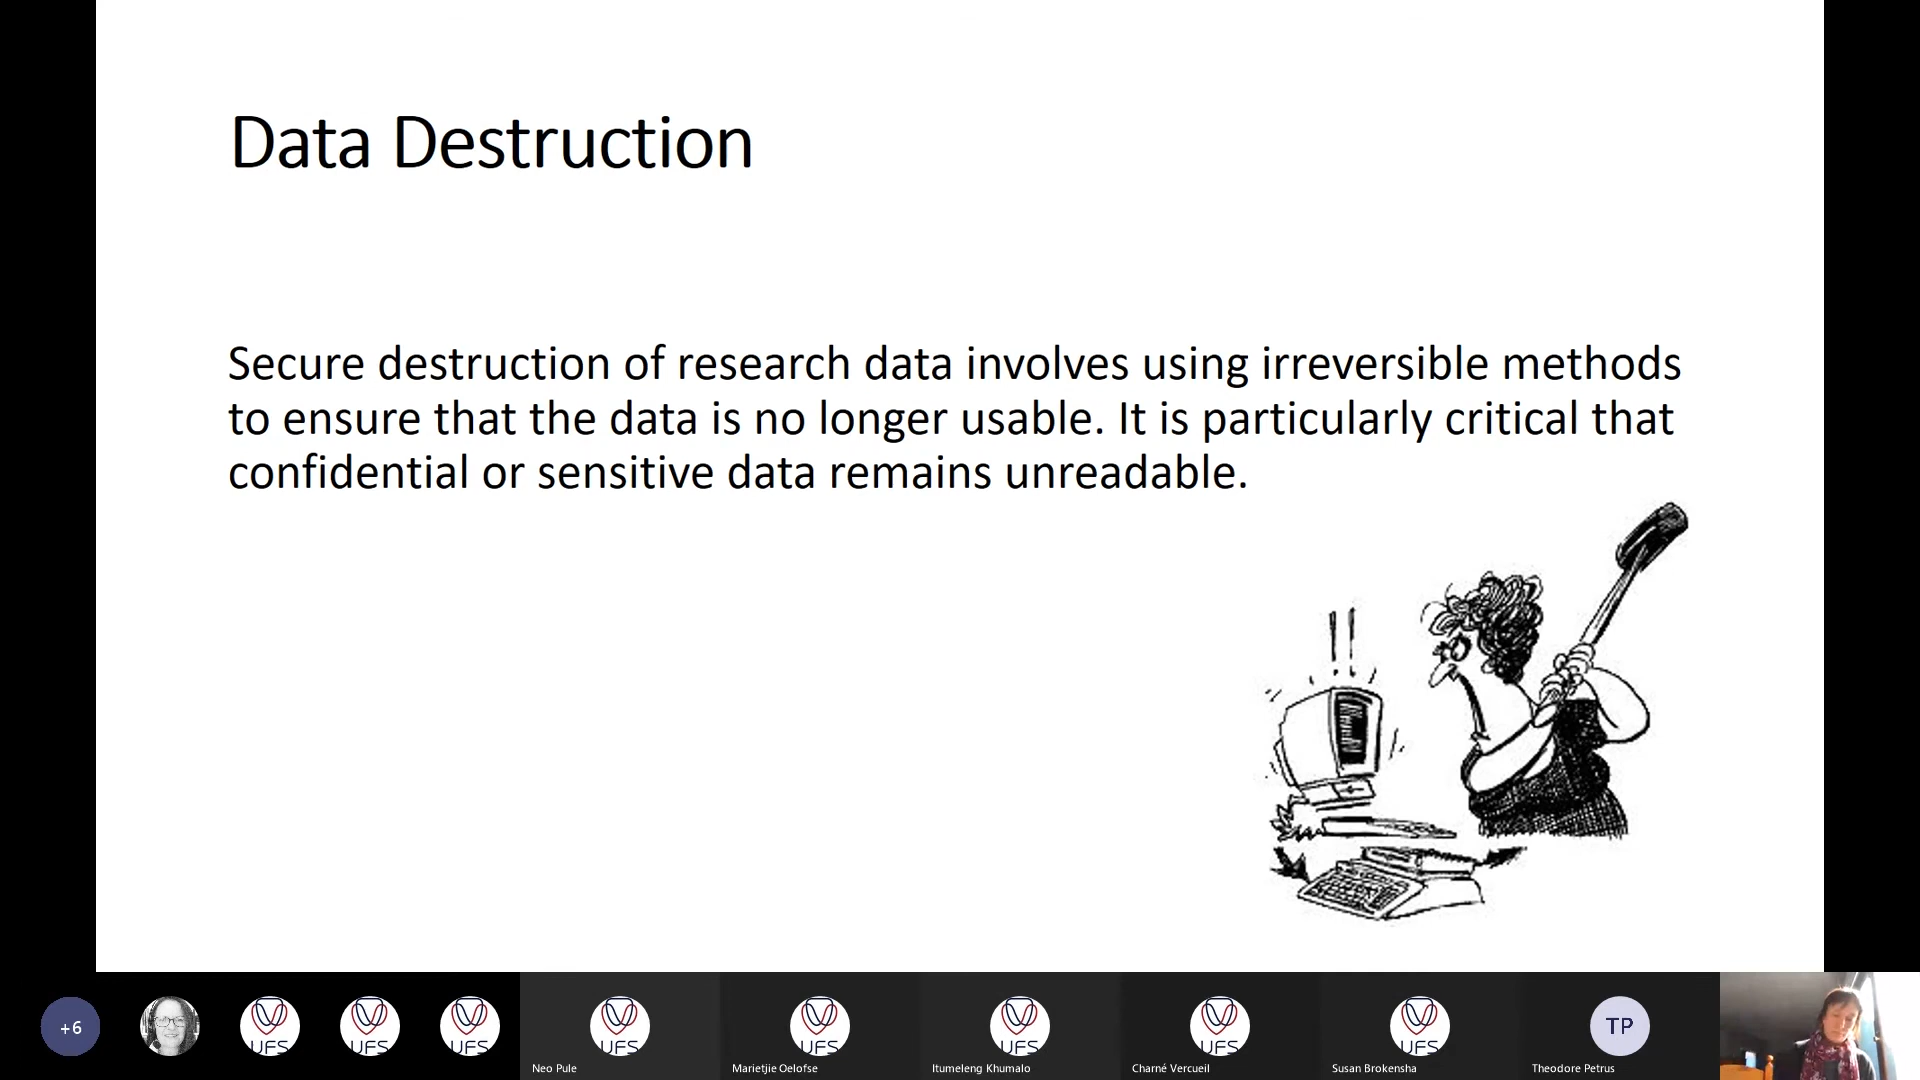 Data Destruction
Secure destruction of research data involves using irreversible methods
to ensure that the data is no longer usable. It is particularly critical that
confidential or sensitive data remains unreadable.
+6
UFS
UFS
UFS
UFS
UFS
UFS
UFS
UFS
TP
Neo Pule
Marietjie Oelofse
Itumeleng Khumalo
Charné Vercueil
Susan Brokensha
Theodore Petrus